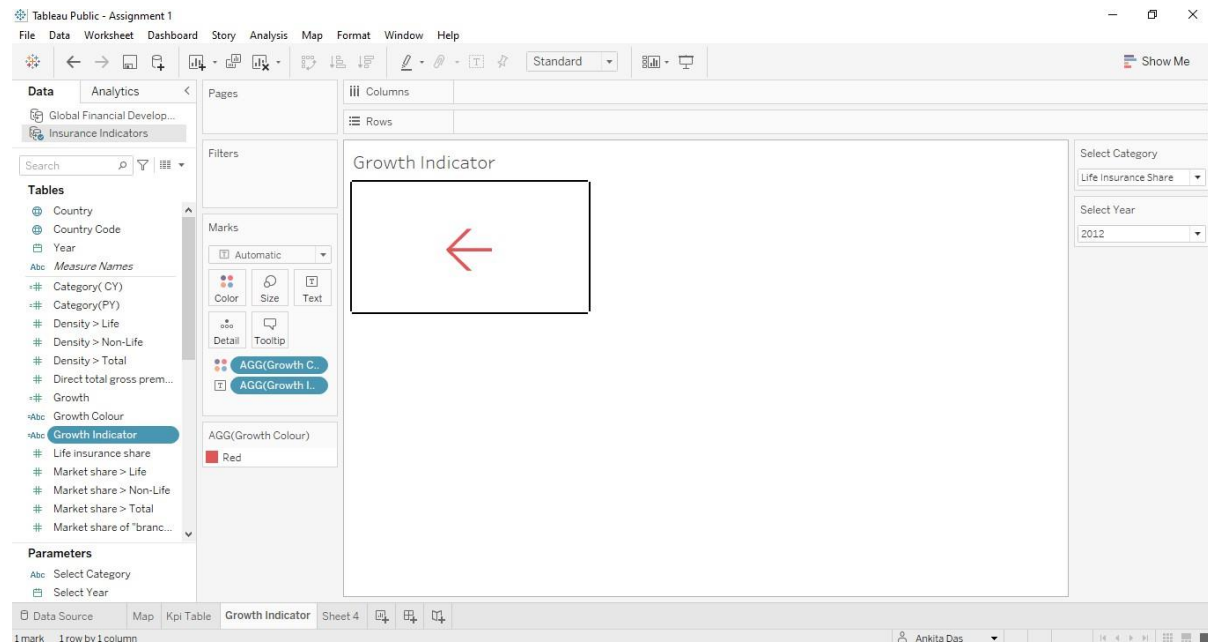 Tableau Public - Assignment 1
File Data Worksheet Dashboard Story Analysis Map Format Window Help
Standard
Show Me
Data Analytics
Global Financial Develop...
Insurance Indicators
Search
Tables
Country
Country Code
Year
Abc Measure Names
Category( CY)
Category(PY)
Density > Life
Density > Non-Life
Density > Total
Direct total gross prem...
Growth
Abc Growth Colour
Abc Growth Indicator
Life insurance share
Market share > Life
Market share > Non-Life
Market share > Total
Market share of "branc...
Parameters
Abc Select Category
Select Year
Pages
Filters
Marks
Automatic
Color Size Text
Detail Tooltip
AGG(Growth C..
AGG(Growth I..
AGG(Growth Colour)
Red
Columns
Rows
Growth Indicator
Select Category
Life Insurance Share
Select Year
2012
Data Source Map Kpi Table Growth Indicator Sheet 4
1 mark 1 row by 1 column Ankita Das